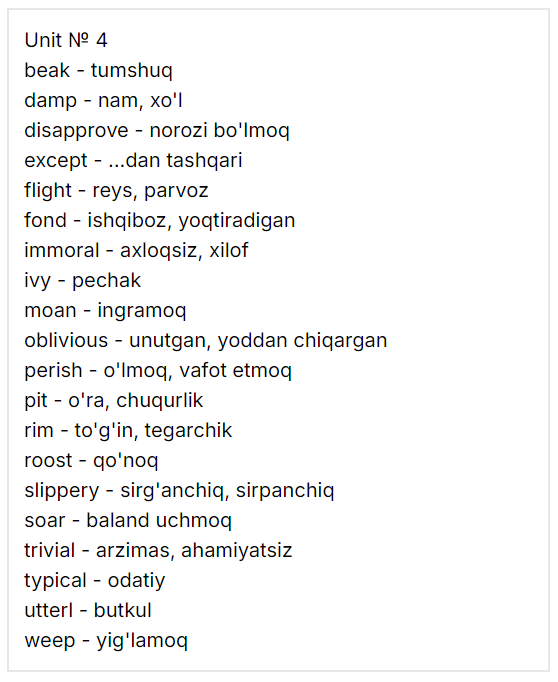 Unit № 4
beak - tumshuq
damp - nam, xo'l
disapprove - norozi bo'lmoq
except - ...dan tashqari
flight - reys, parvoz
fond - ishqiboz, yoqtiradigan
immoral - axloqsiz, xilof
ivy - pechak
moan - ingramoq
oblivious - unutgan, yoddan chiqargan
perish - o'lmoq, vafot etmoq
pit - o'ra, chuqurlik
rim - to'g'in, tegarchik
roost - qo'noq
slippery - sirg'anchiq, sirpanchiq
soar - baland uchmoq
trivial - arzimas, ahamiyatsiz
typical - odatiy
utterl - butkul
weep - yig'lamoq